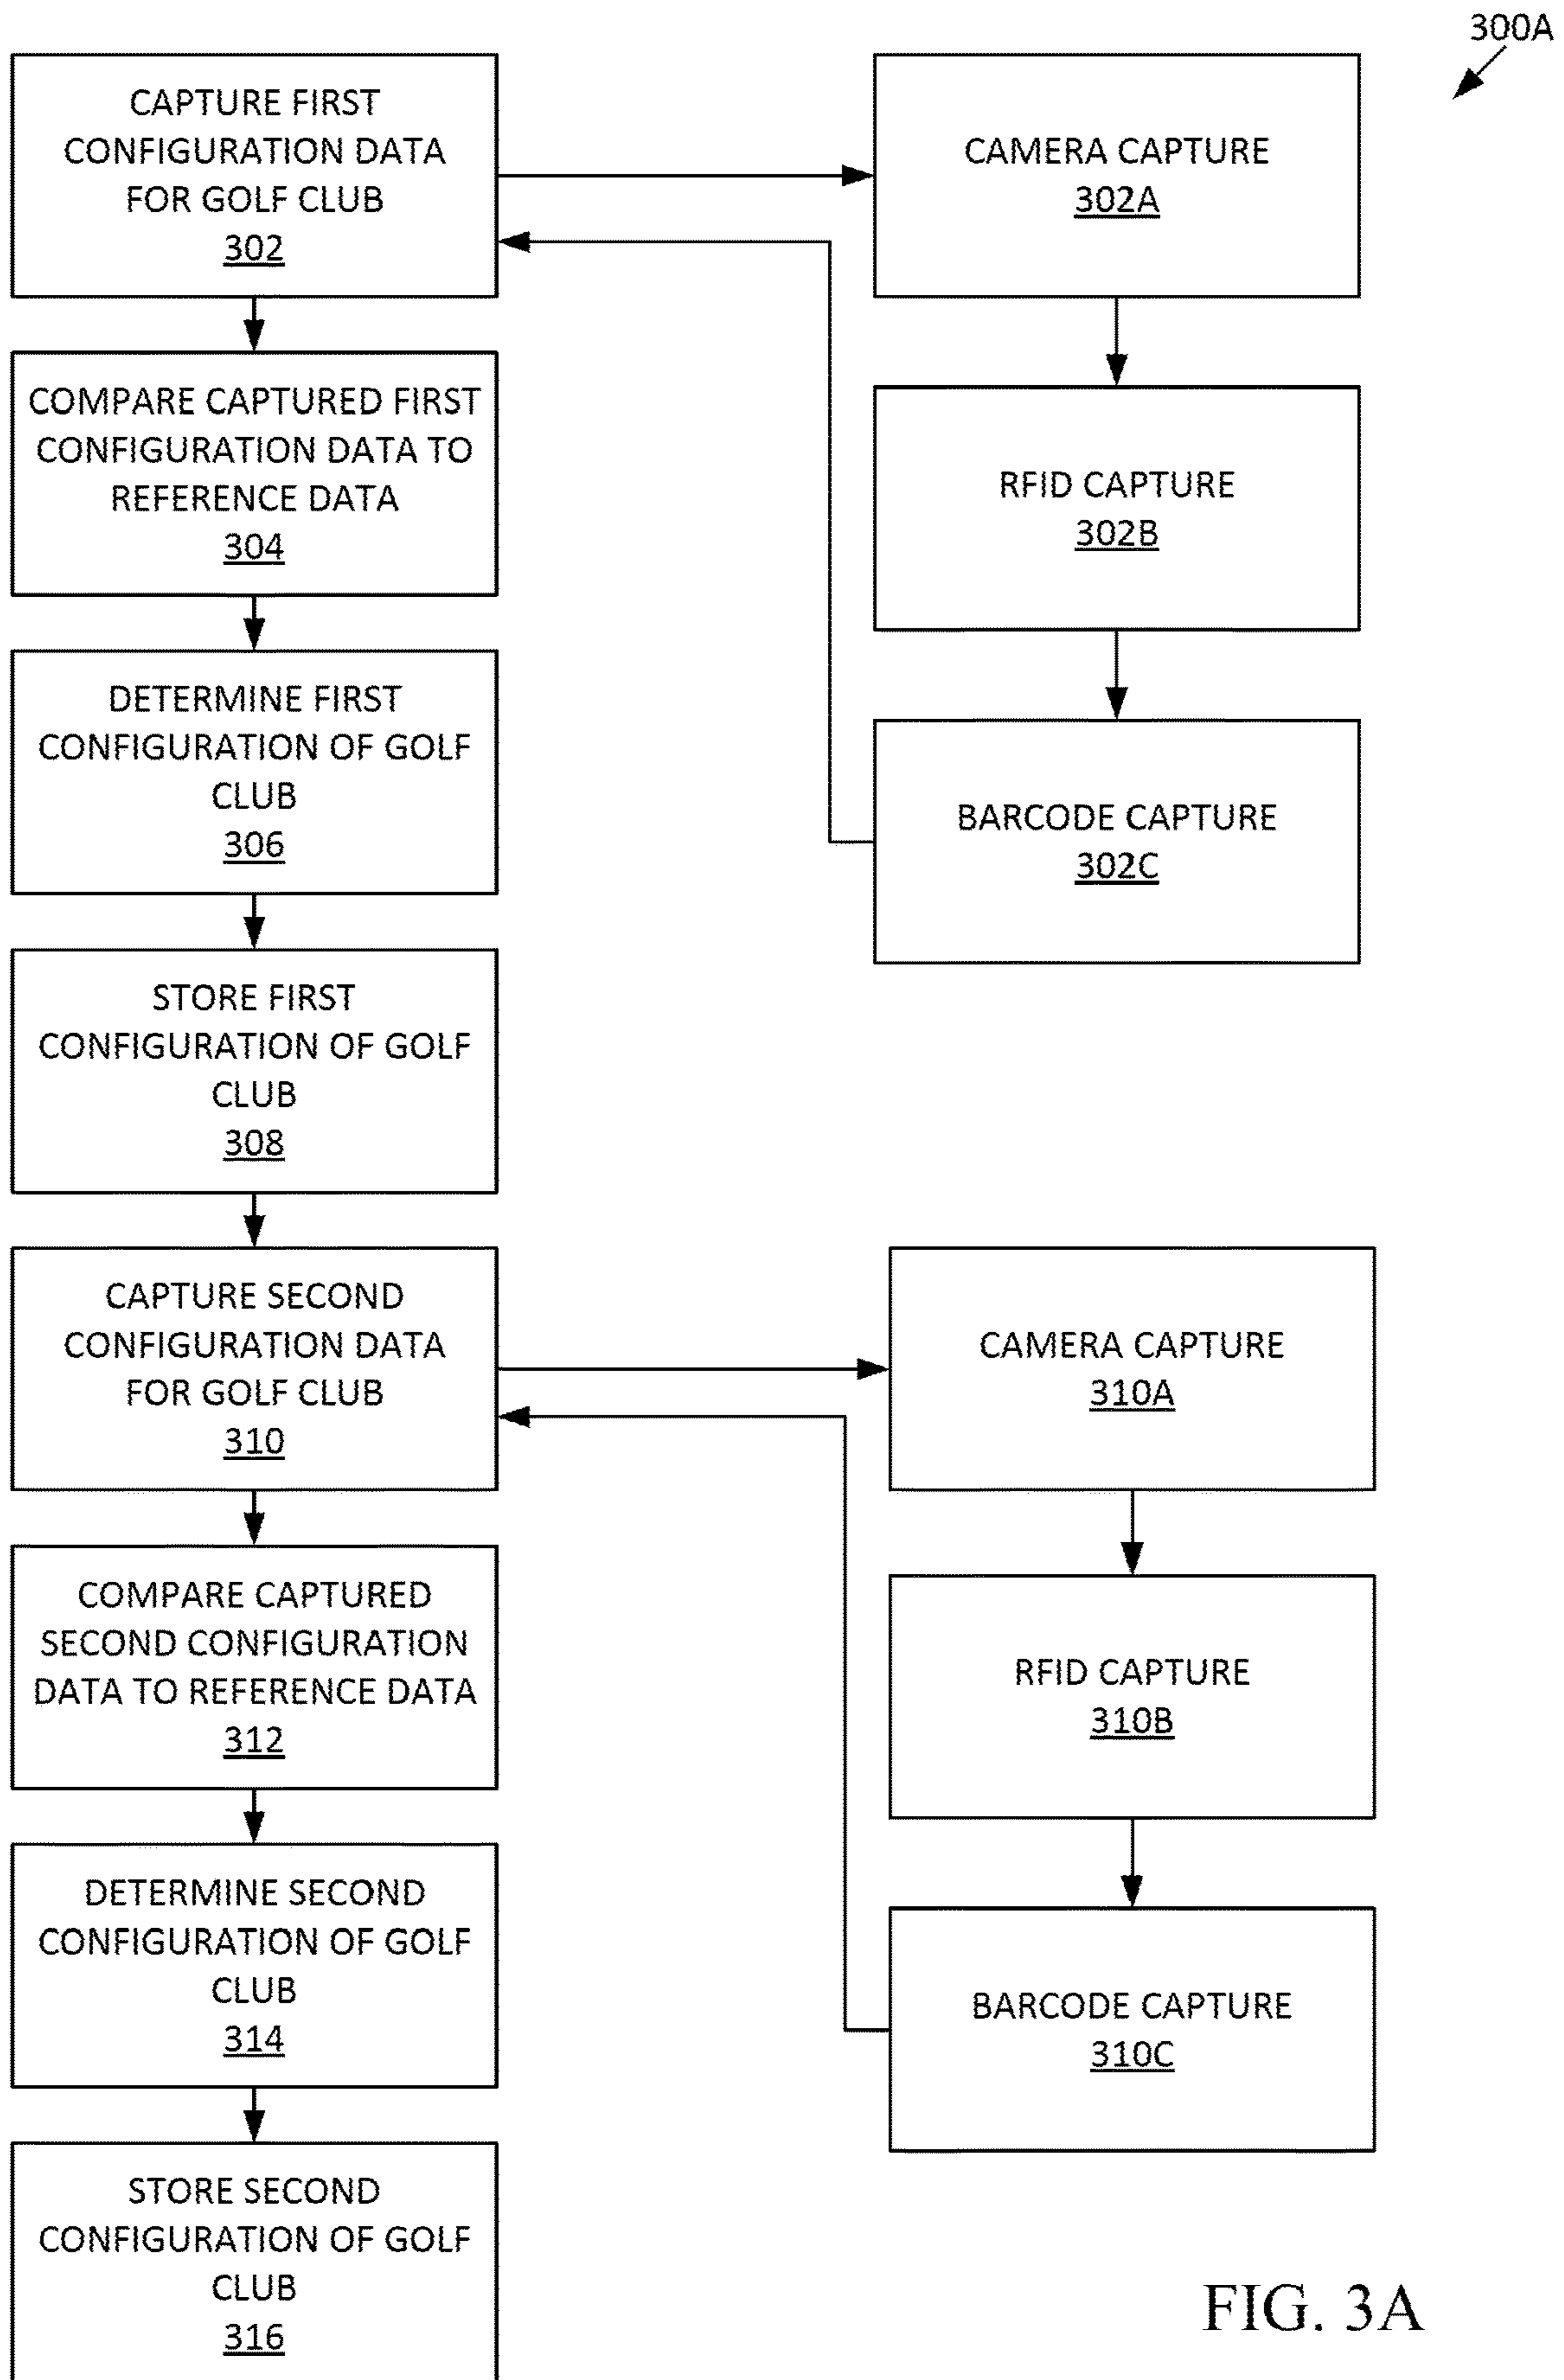 300A
CAPTURE FIRST
CONFIGURATION DATA
FOR GOLF CLUB
302
CAMERA CAPTURE
302A
COMPARE CAPTURED FIRST
CONFIGURATION DATA TO
REFERENCE DATA
304
RFID CAPTURE
302B
DETERMINE FIRST
CONFIGURATION OF GOLF
CLUB
306
BARCODE CAPTURE
302C
STORE FIRST
CONFIGURATION OF GOLF
CLUB
308
CAPTURE SECOND
CONFIGURATION DATA
FOR GOLF CLUB
310
CAMERA CAPTURE
310A
COMPARE CAPTURED
SECOND CONFIGURATION
DATA TO REFERENCE DATA
312
RFID CAPTURE
310B
DETERMINE SECOND
CONFIGURATION OF GOLF
CLUB
314
BARCODE CAPTURE
310C
STORE SECOND
CONFIGURATION OF GOLF
CLUB
316
FIG. 3A